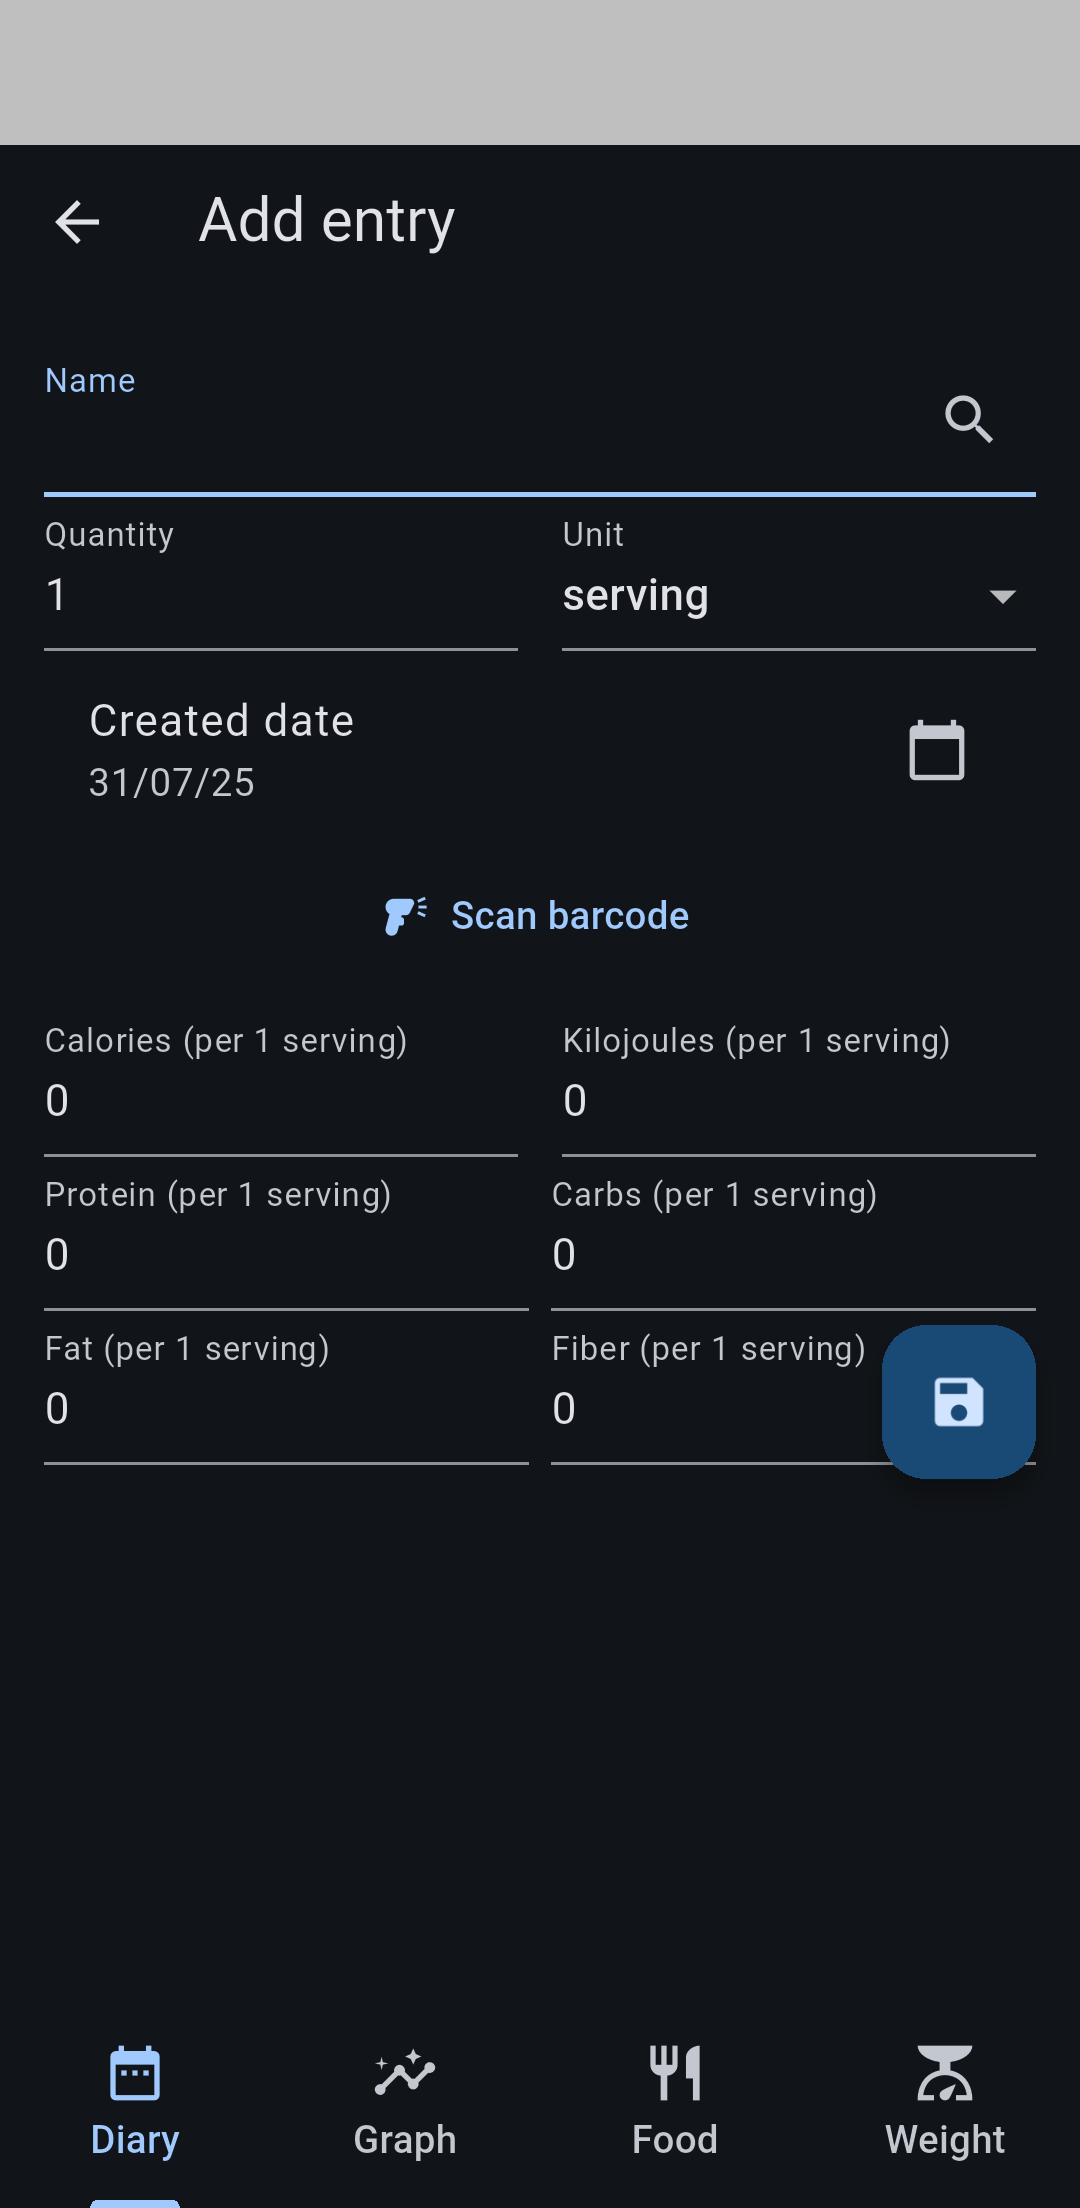 Add entry
Name
Quantity
Unit
1
serving
Created date
31/07/25
Scan barcode
Calories (per 1 serving)
Kilojoules (per 1 serving)
0
0
Protein (per 1 serving)
Carbs (per 1 serving)
0
0
Fat (per 1 serving)
Fiber (per 1 serving)
0
0
Diary
Graph
Food
Weight